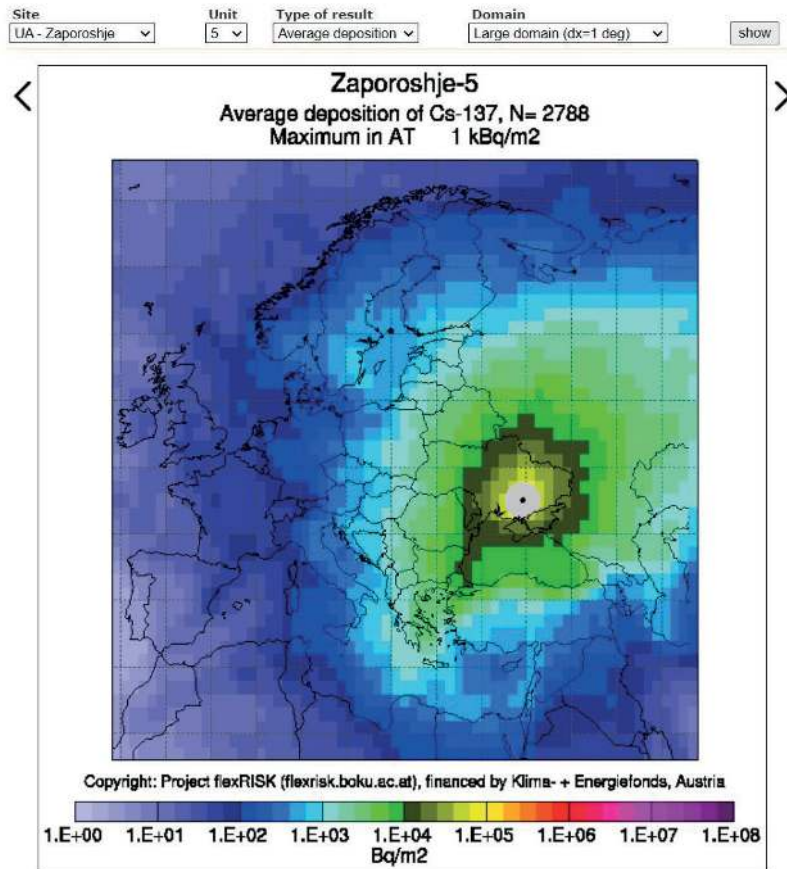 Site Unit Type of result Domain
UA - Zaporoshje 5 Average deposition Large domain (dx=1 deg) show
Zaporoshje-5
Average deposition of Cs-137, N= 2788
Maximum in AT 1 kBq/m2
Copyright: Project flexRISK (flexrisk.boku.ac.at), financed by Klima- + Energiefonds, Austria
1.E+00 1.E+01 1.E+02 1.E+03 1.E+04 1.E+05 1.E+06 1.E+07 1.E+08
Bq/m2